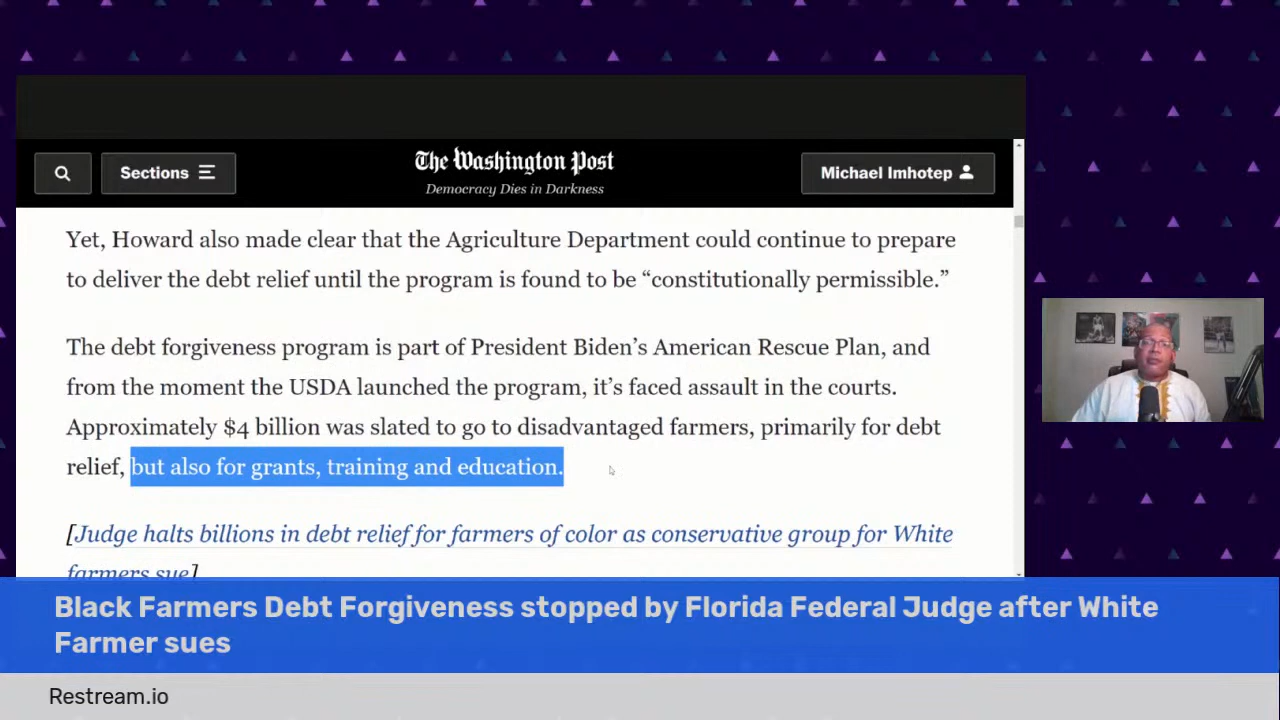 Sections
The Washington Post
Democracy Dies in Darkness
Michael Imhotep
Yet, Howard also made clear that the Agriculture Department could continue to prepare
to deliver the debt relief until the program is found to be “constitutionally permissible.”
The debt forgiveness program is part of President Biden’s American Rescue Plan, and
from the moment the USDA launched the program, it’s faced assault in the courts.
Approximately $4 billion was slated to go to disadvantaged farmers, primarily for debt
relief, but also for grants, training and education.
[Judge halts billions in debt relief for farmers of color as conservative group for White
farmers sue]
Black Farmers Debt Forgiveness stopped by Florida Federal Judge after White
Farmer sues
Restream.io